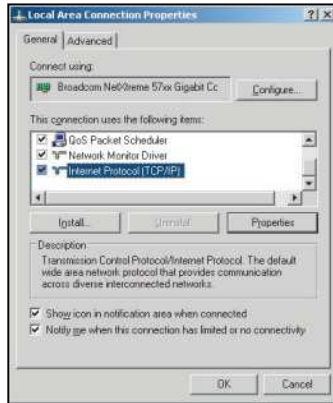 Local Area Connection Properties
General Advanced
Connect using:
Broadcom NetXtreme 57xx Gigabit Cc Configure...
This connection uses the following items:
QoS Packet Scheduler
Network Monitor Driver
Internet Protocol (TCP/IP)
Install... Uninstall Properties
Description
Transmission Control Protocol/Internet Protocol. The default
wide area network protocol that provides communication
across diverse interconnected networks.
Show icon in notification area when connected
Notify me when this connection has limited or no connectivity
OK Cancel